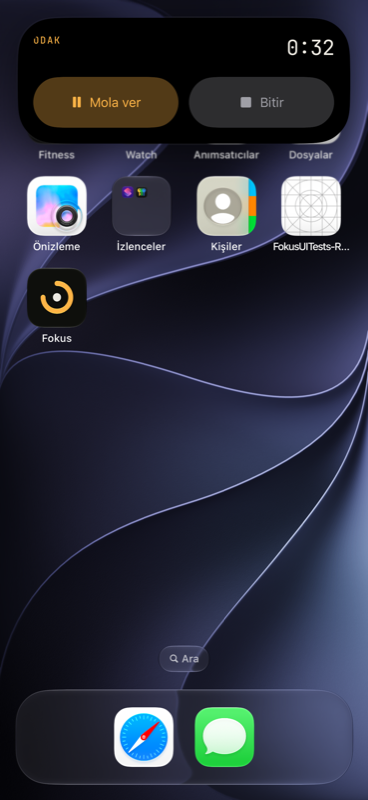 ODAK
0:32
Mola ver
Bitir
Fitness
Watch
Anımsatıcılar
Dosyalar
Önizleme
İzlenceler
Kişiler
FokusUITests-R...
Fokus
Ara